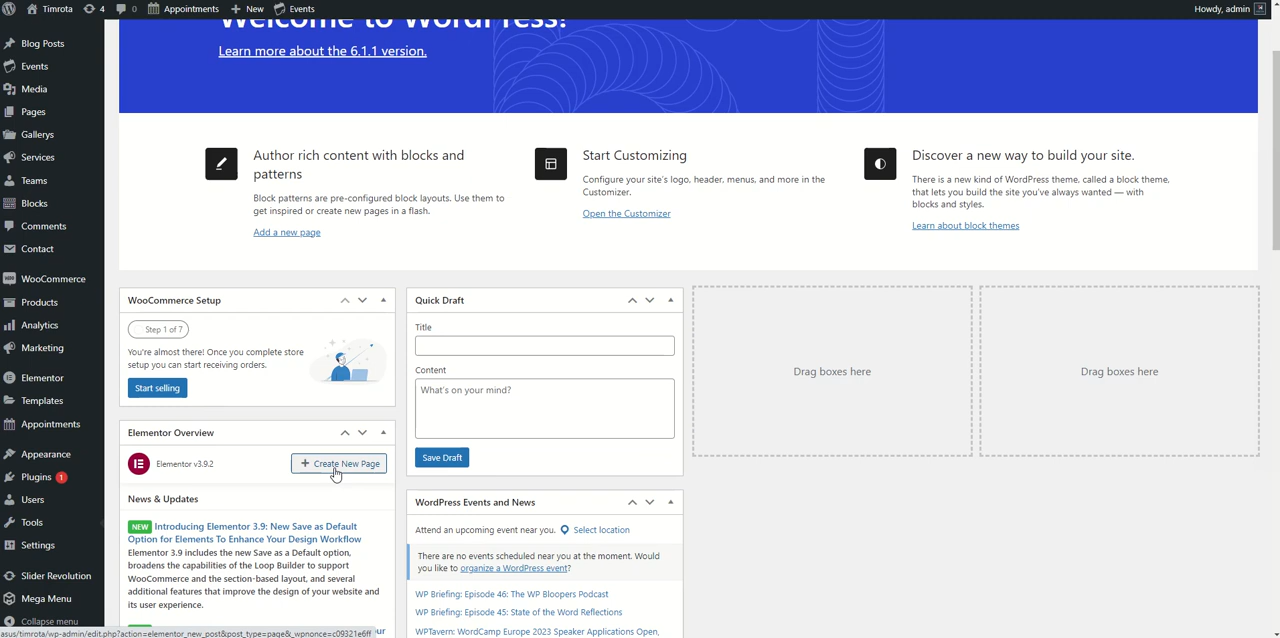 Timrota 4 0 Appointments New Events Howdy, admin
Welcome to WordPress!
Learn more about the 6.1.1 version.
Blog Posts
Events
Media
Pages
Gallerys
Services
Teams
Blocks
Comments
Contact
WooCommerce
Products
Analytics
Marketing
Elementor
Templates
Appointments
Appearance
Plugins 1
Users
Tools
Settings
Slider Revolution
Mega Menu
Collapse menu
Author rich content with blocks and
patterns
Block patterns are pre-configured block layouts. Use them to
get inspired or create new pages in a flash.
Add a new page
Start Customizing
Configure your site's logo, header, menus, and more in the
Customizer.
Open the Customizer
Discover a new way to build your site.
There is a new kind of WordPress theme, called a block theme,
that lets you build the site you've always wanted — with
blocks and styles.
Learn about block themes
WooCommerce Setup
Step 1 of 7
You're almost there! Once you complete store
setup you can start receiving orders.
Start selling
Elementor Overview
Elementor v3.9.2
Create New Page
News & Updates
NEW Introducing Elementor 3.9: New Save as Default
Option for Elements To Enhance Your Design Workflow
Elementor 3.9 includes the new Save as a Default option,
broadens the capabilities of the Loop Builder to support
WooCommerce and the section-based layout, and several
additional features that improve the design of your website and
its user experience.
Quick Draft
Title
Content
What's on your mind?
Save Draft
WordPress Events and News
Attend an upcoming event near you. Select location
There are no events scheduled near you at the moment. Would
you like to organize a WordPress event?
WP Briefing: Episode 46: The WP Bloopers Podcast
WP Briefing: Episode 45: State of the Word Reflections
WPTavern: WordCamp Europe 2023 Speaker Applications Open,
Drag boxes here
Drag boxes here
asus/timrota/wp-admin/edit.php?action=elementor_new_post&post_type=page&_wpnonce=c09321e6ff